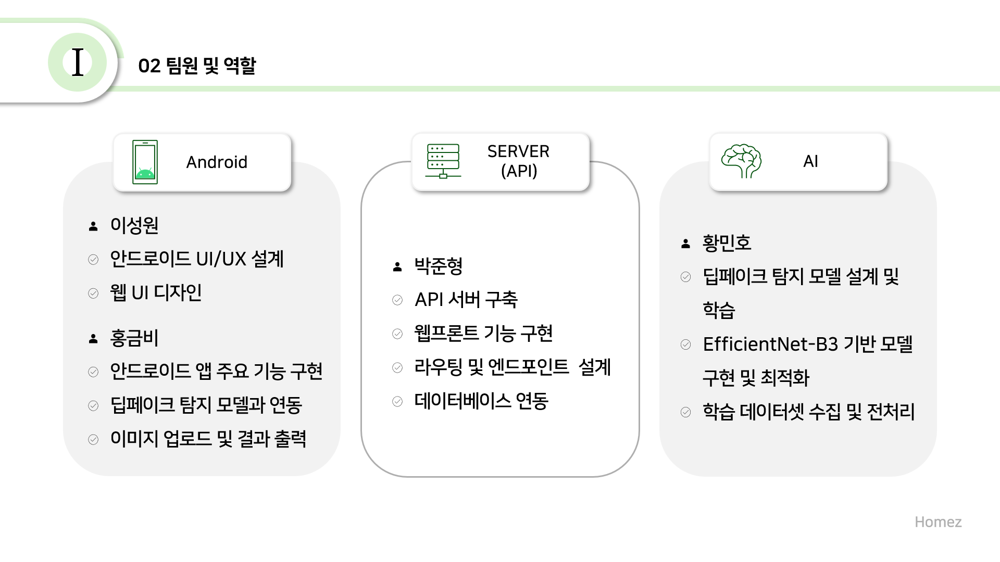 I
02 팀원 및 역할
Android
이성원
안드로이드 UI/UX 설계
웹 UI 디자인
홍금비
안드로이드 앱 주요 기능 구현
딥페이크 탐지 모델과 연동
이미지 업로드 및 결과 출력
SERVER
(API)
박준형
API 서버 구축
웹프론트 기능 구현
라우팅 및 엔드포인트  설계
데이터베이스 연동
AI
황민호
딥페이크 탐지 모델 설계 및
학습
EfficientNet-B3 기반 모델
구현 및 최적화
학습 데이터셋 수집 및 전처리
Homez